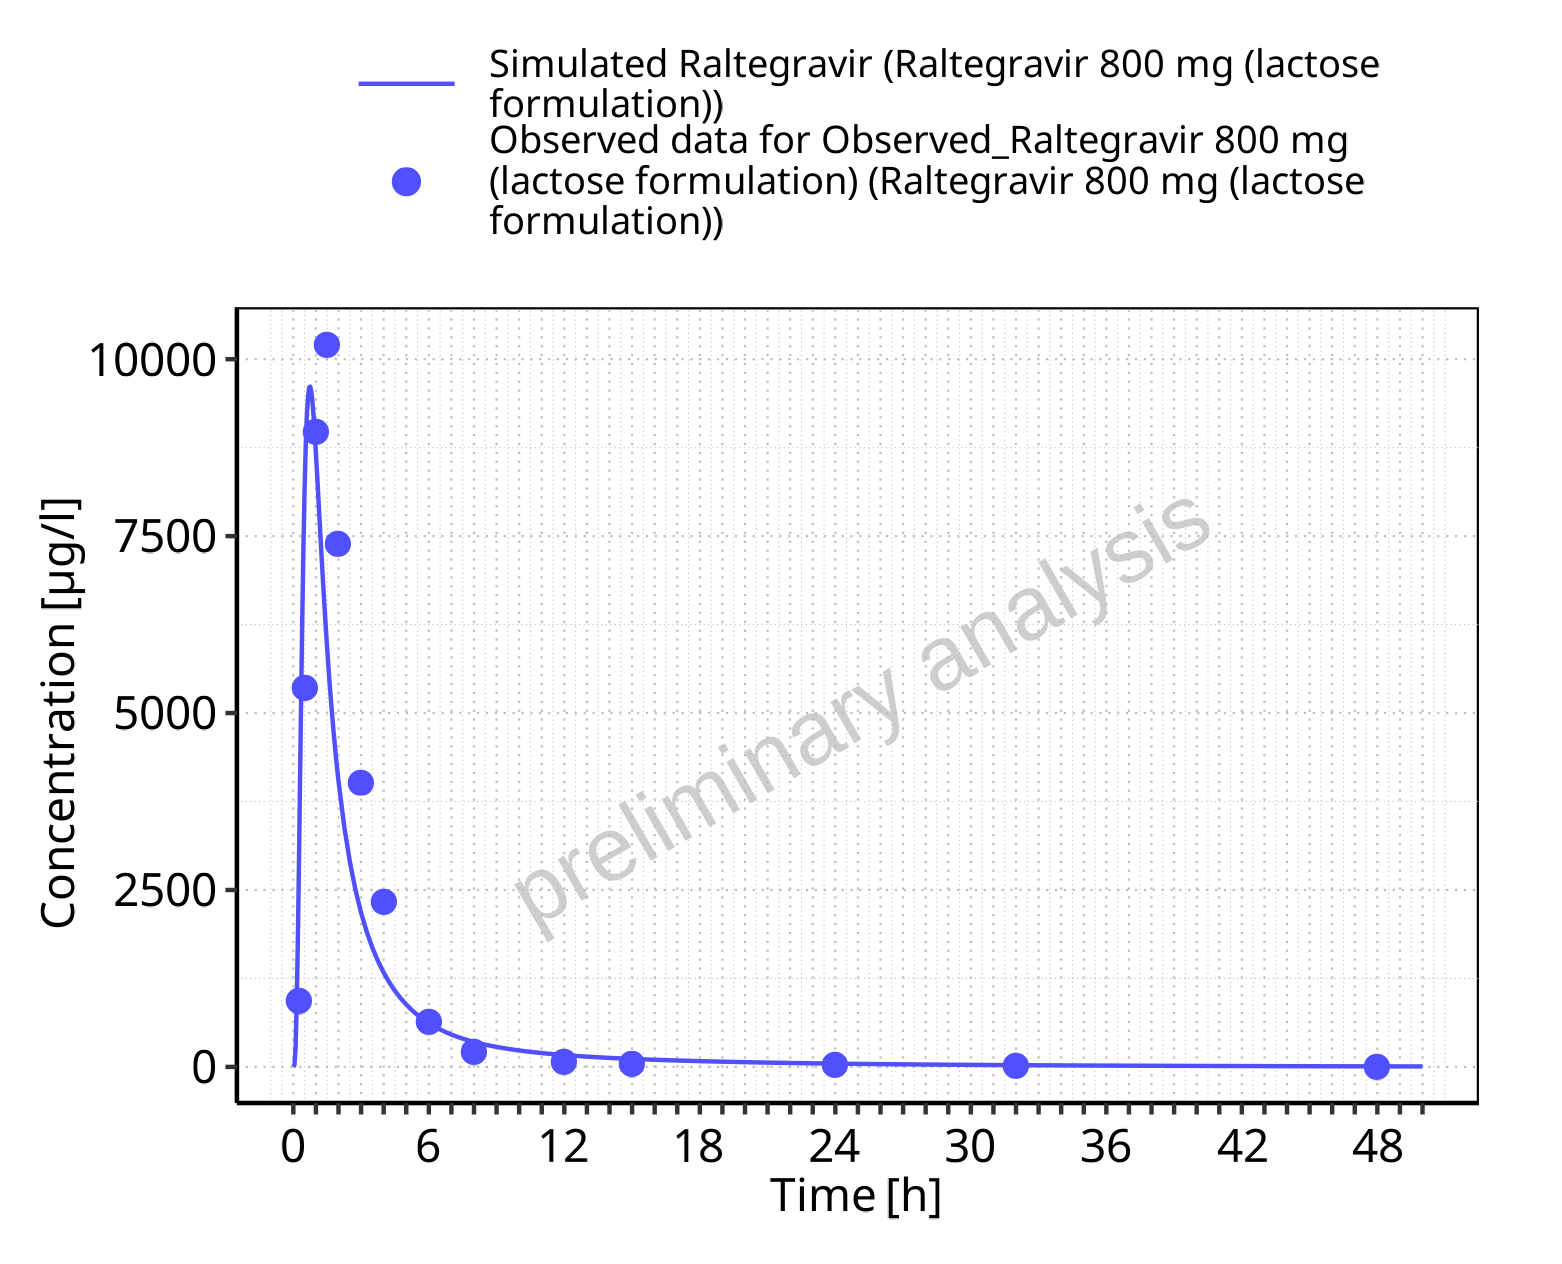 Simulated Raltegravir (Raltegravir 800 mg (lactose
formulation))
Observed data for Observed_Raltegravir 800 mg
(lactose formulation) (Raltegravir 800 mg (lactose
formulation))
10000
7500
5000
2500
0
Concentration [µg/l]
preliminary analysis
0 6 12 18 24 30 36 42 48
Time [h]